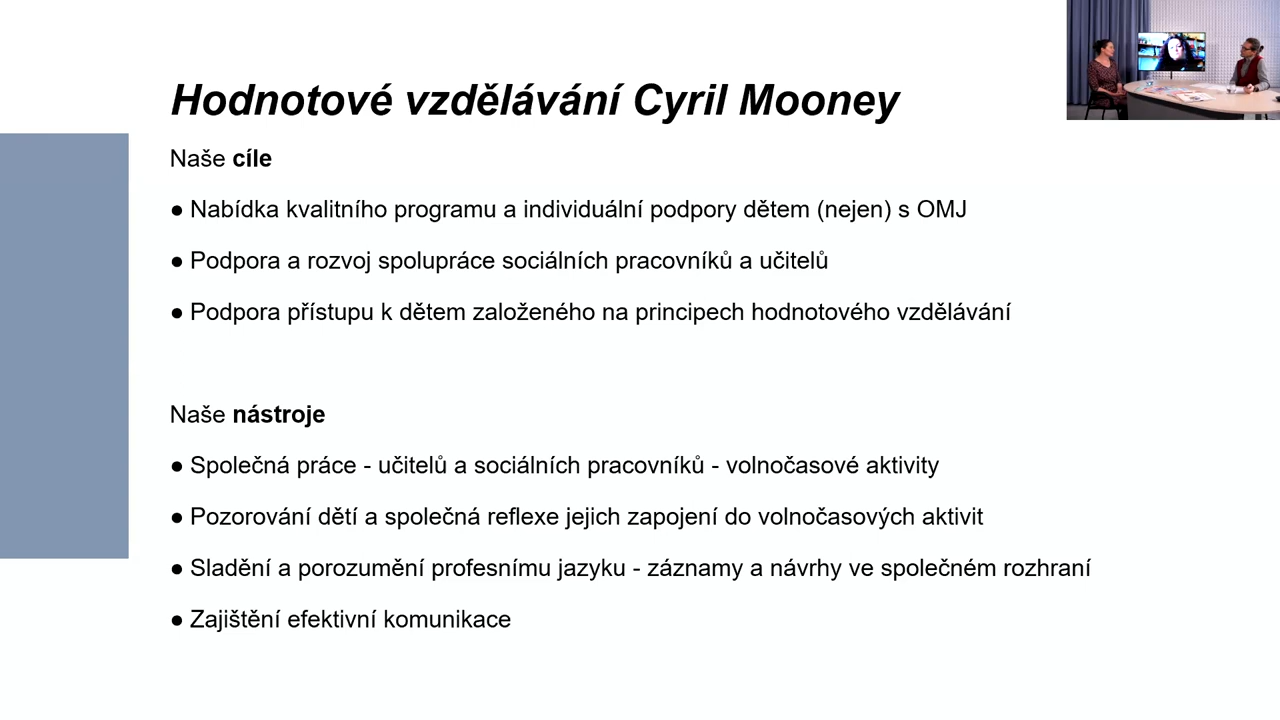 Hodnotové vzdělávání Cyril Mooney
Naše cíle
● Nabídka kvalitního programu a individuální podpory dětem (nejen) s OMJ
● Podpora a rozvoj spolupráce sociálních pracovníků a učitelů
● Podpora přístupu k dětem založeného na principech hodnotového vzdělávání
Naše nástroje
● Společná práce - učitelů a sociálních pracovníků - volnočasové aktivity
● Pozorování dětí a společná reflexe jejich zapojení do volnočasových aktivit
● Sladění a porozumění profesnímu jazyku - záznamy a návrhy ve společném rozhraní
● Zajištění efektivní komunikace